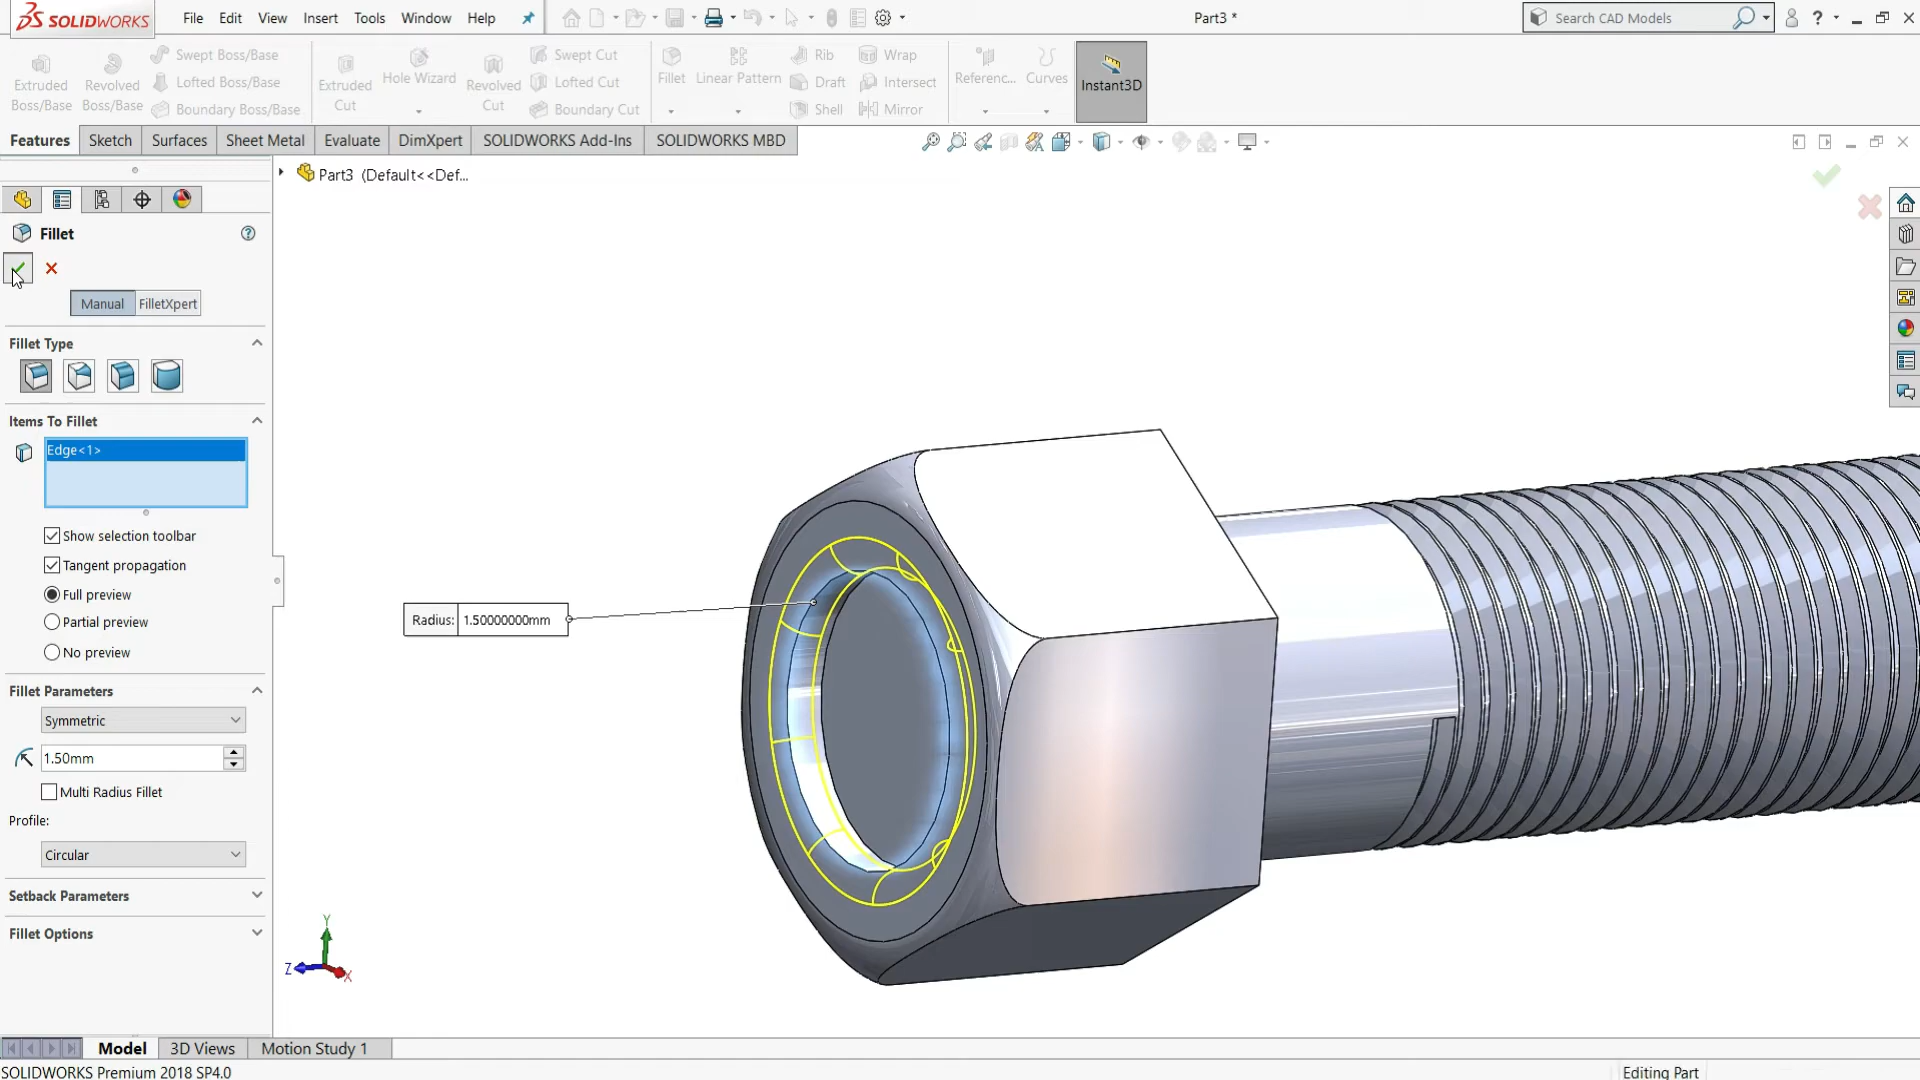 SOLIDWORKS File Edit View Insert Tools Window Help Part3 * Search CAD Models ?
Extruded Boss/Base
Revolved Boss/Base
Swept Boss/Base
Lofted Boss/Base
Boundary Boss/Base
Extruded Cut
Hole Wizard
Revolved Cut
Swept Cut
Lofted Cut
Boundary Cut
Fillet
Linear Pattern
Rib
Draft
Shell
Wrap
Intersect
Mirror
Referenc...
Curves
Instant3D
Features Sketch Surfaces Sheet Metal Evaluate DimXpert SOLIDWORKS Add-Ins SOLIDWORKS MBD
Part3 (Default<<Def...
Fillet
Manual FilletXpert
Fillet Type
Items To Fillet
Edge<1>
Show selection toolbar
Tangent propagation
Full preview
Partial preview
No preview
Fillet Parameters
Symmetric
1.50mm
Multi Radius Fillet
Profile:
Circular
Setback Parameters
Fillet Options
Radius: 1.50000000mm
Y
Z
X
Model 3D Views Motion Study 1
SOLIDWORKS Premium 2018 SP4.0 Editing Part